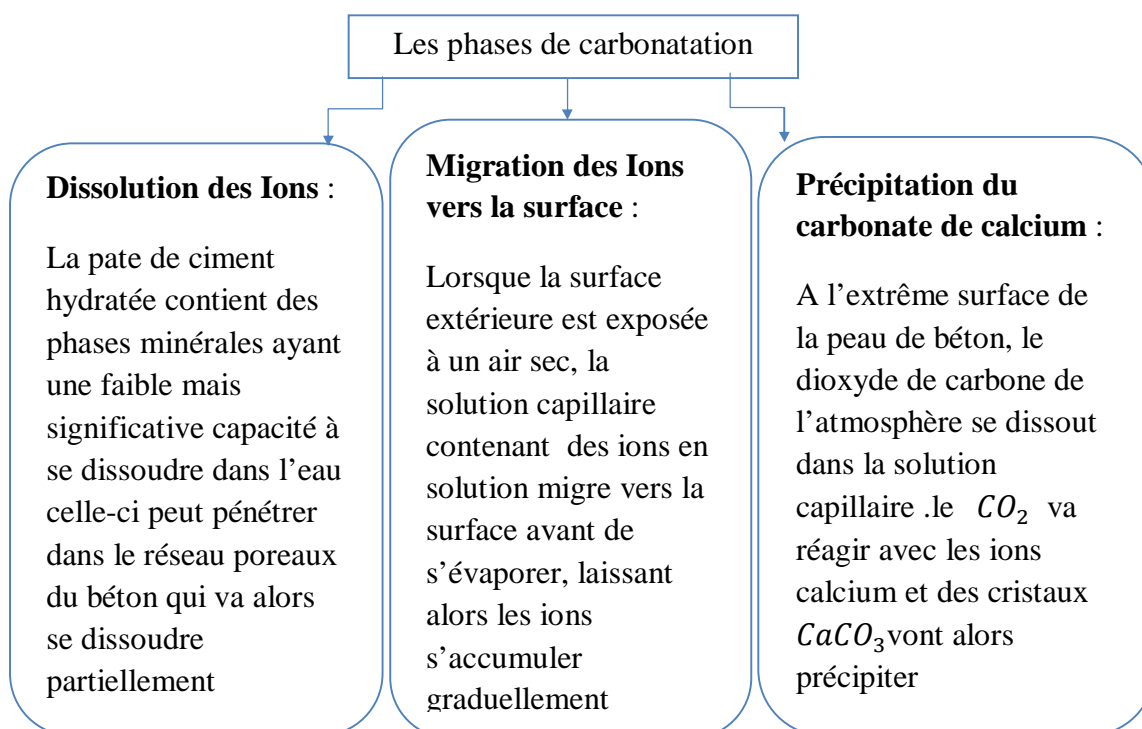 Les phases de carbonatation
Dissolution des Ions :
La pate de ciment
hydratée contient des
phases minérales ayant
une faible mais
significative capacité à
se dissoudre dans l’eau
celle-ci peut pénétrer
dans le réseau poreaux
du béton qui va alors
se dissoudre
partiellement
Migration des Ions
vers la surface :
Lorsque la surface
extérieure est exposée
à un air sec, la
solution capillaire
contenant des ions en
solution migre vers la
surface avant de
s’évaporer, laissant
alors les ions
s’accumuler
graduellement
Précipitation du
carbonate de calcium :
A l’extrême surface de
la peau de béton, le
dioxyde de carbone de
l’atmosphère se dissout
dans la solution
capillaire .le CO₂ va
réagir avec les ions
calcium et des cristaux
CaCO₃vont alors
précipiter